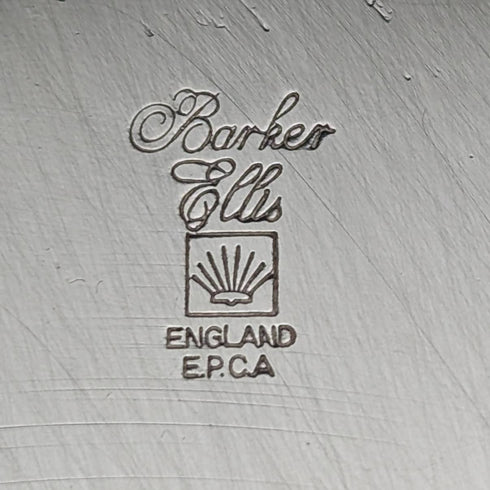 Barker
Ellis
ENGLAND
E.P.C.A